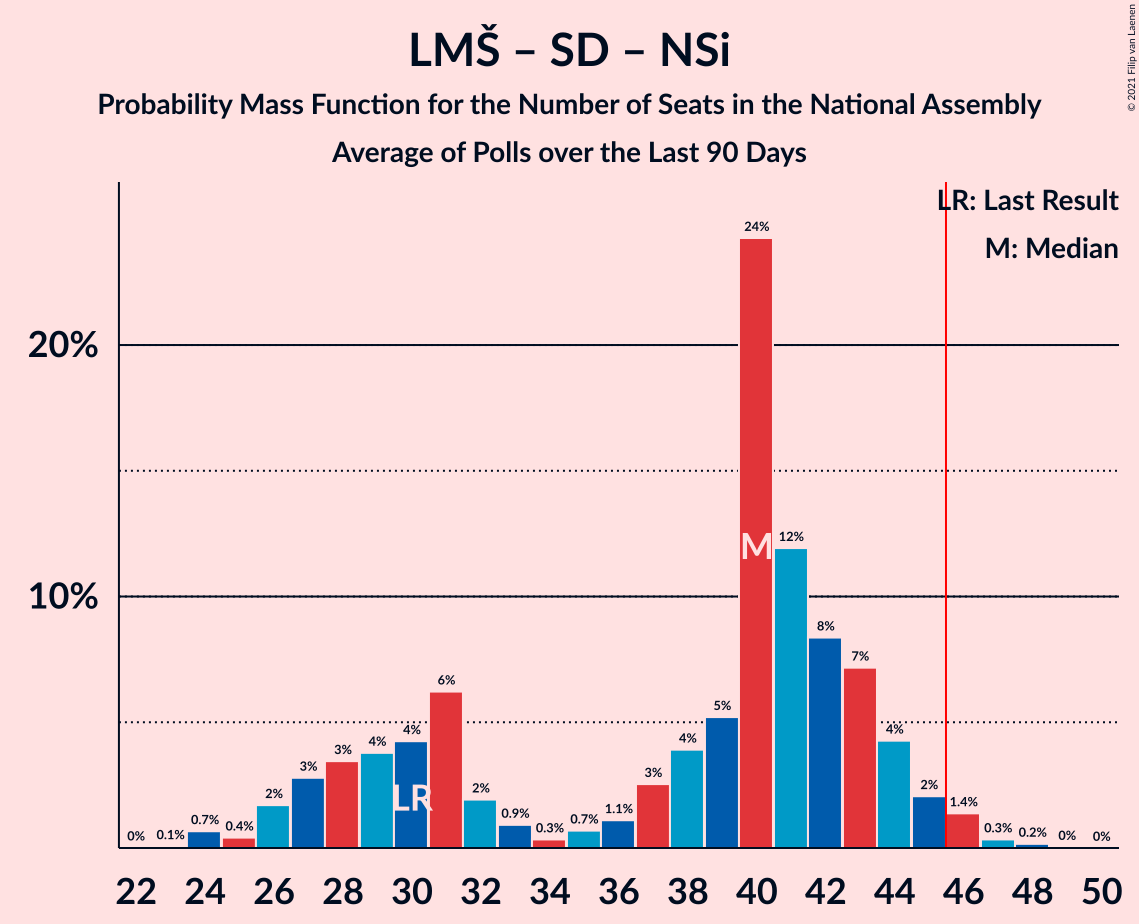 LMŠ – SD – NSi
Probability Mass Function for the Number of Seats in the National Assembly
Average of Polls over the Last 90 Days
© 2021 Filip van Laenen
LR: Last Result
M: Median
20%
10%
0% 0.1% 0.7% 0.4% 2% 3% 3% 4% 4% 6% 2% 0.9% 0.3% 0.7% 1.1% 3% 4% 5% 24% 12% 8% 7% 4% 2% 1.4% 0.3% 0.2% 0% 0%
M
LR
22 24 26 28 30 32 34 36 38 40 42 44 46 48 50